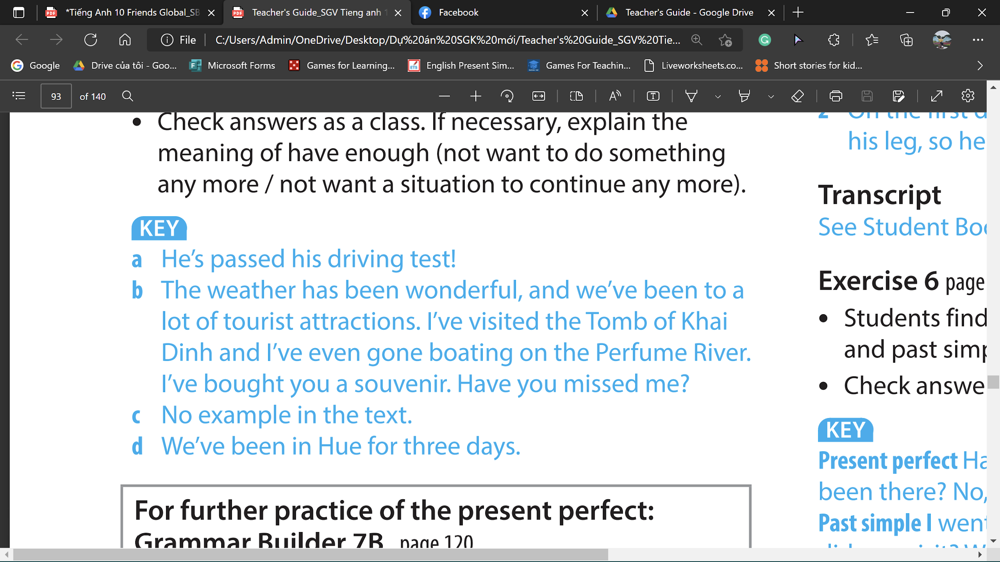 *Tiếng Anh 10 Friends Global_SB
Teacher's Guide_SGV Tieng anh 1
Facebook
Teacher's Guide - Google Drive
File
C:/Users/Admin/OneDrive/Desktop/Dự%20án%20SGK%20mới/Teacher's%20Guide_SGV%20Tie...
Google
Drive của tôi - Goo...
Microsoft Forms
Games for Learning...
English Present Sim...
Games For Teachin...
Liveworksheets.co...
Short stories for kid...
93 of 140
• Check answers as a class. If necessary, explain the
meaning of have enough (not want to do something
any more / not want a situation to continue any more).
KEY
a He's passed his driving test!
b The weather has been wonderful, and we've been to a
lot of tourist attractions. I've visited the Tomb of Khai
Dinh and I've even gone boating on the Perfume River.
I've bought you a souvenir. Have you missed me?
c No example in the text.
d We've been in Hue for three days.
For further practice of the present perfect:
Grammar Builder 7B page 120
2 On the first d
his leg, so he
Transcript
See Student Boo
Exercise 6 page
• Students find
and past simp
• Check answe
KEY
Present perfect Ha
been there? No,
Past simple I went